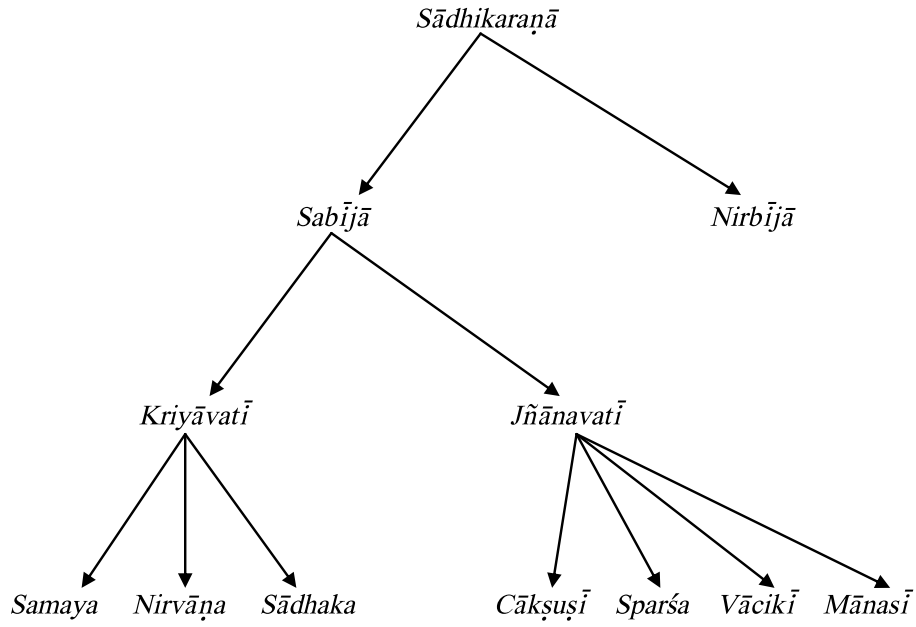 Sādhikaraṇā
Sabījā Nirbījā
Kriyāvatī Jñānavatī
Samaya Nirvāṇa Sādhaka Cākṣuṣī Sparśa Vācikī Mānasī